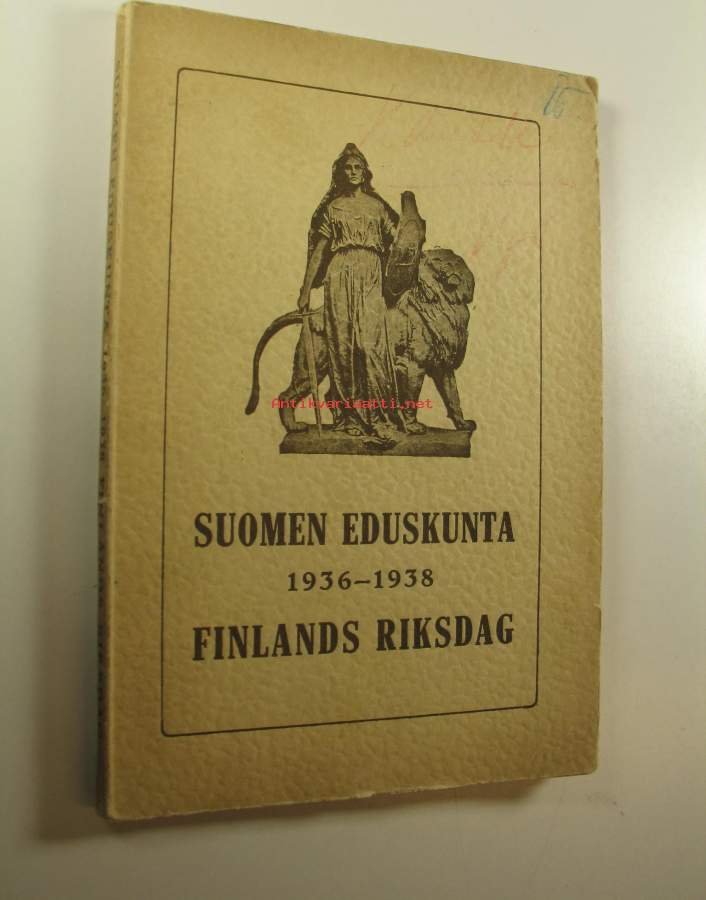 Antikvariaatti.net
SUOMEN EDUSKUNTA
1936–1938
FINLANDS RIKSDAG